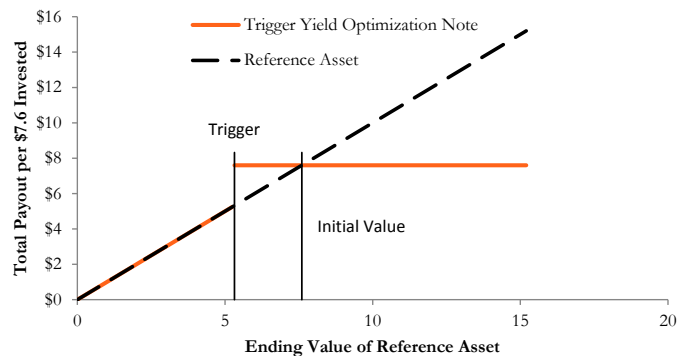 $16
Trigger Yield Optimization Note
$14
Reference Asset
$12
$10
Trigger
$8
$6
Initial Value
$4
$2
$0
0 5 10 15 20
Total Payout per $7.6 Invested
Ending Value of Reference Asset